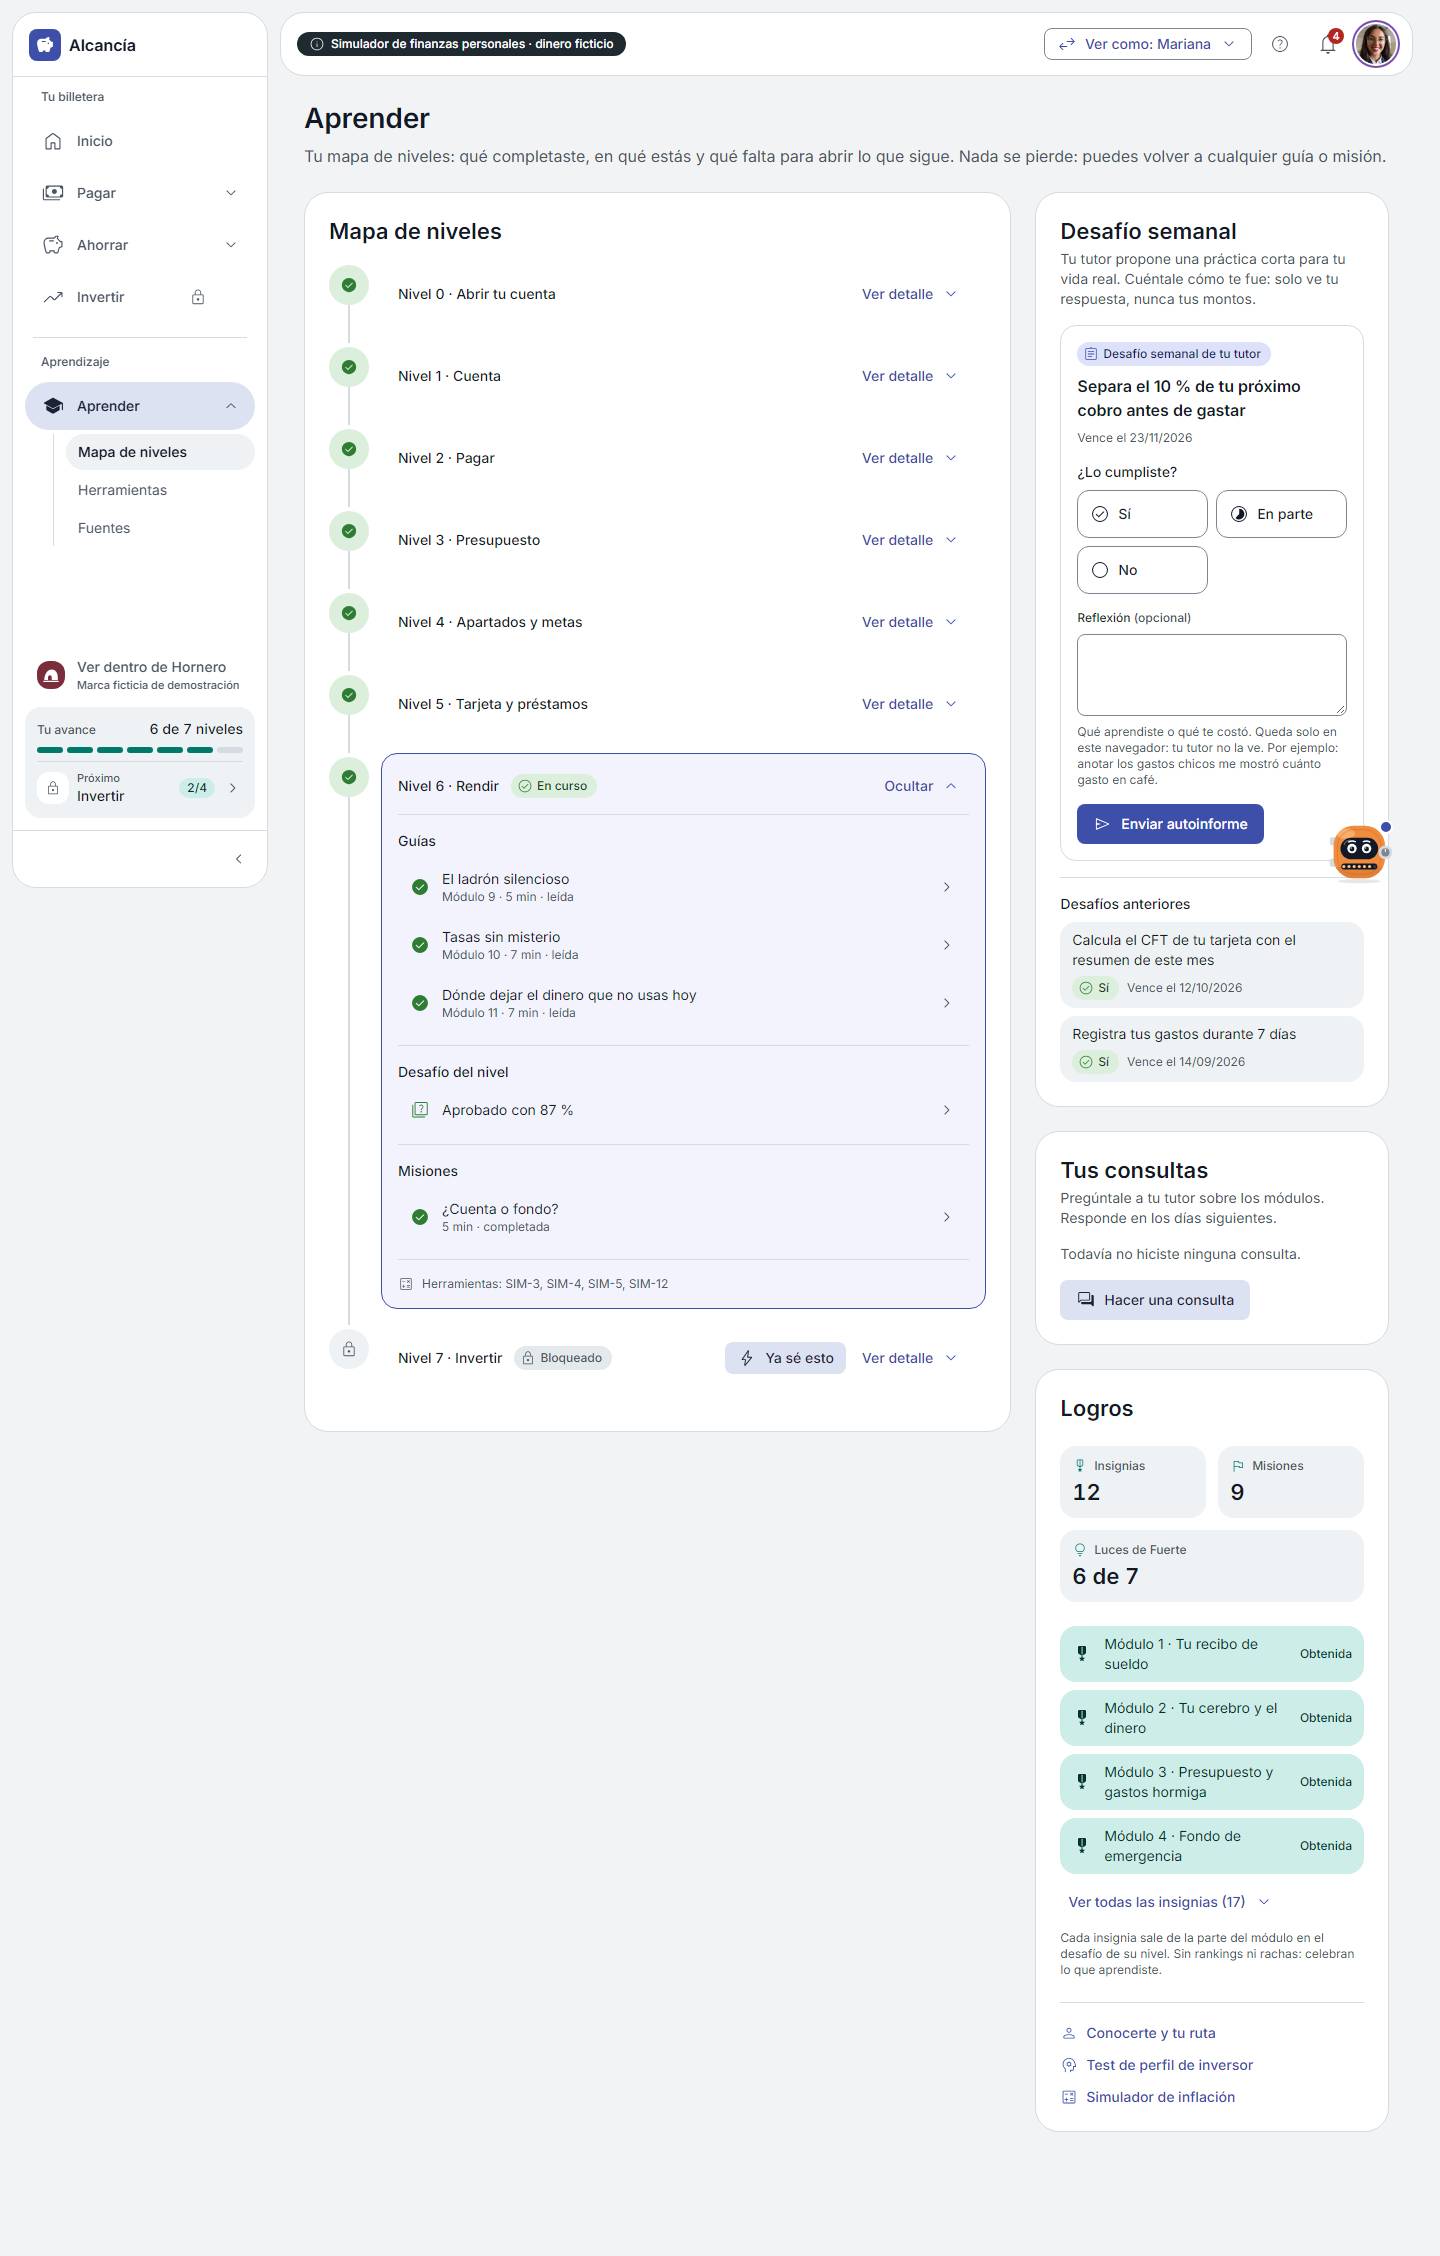 Alcancía
Tu billetera
Inicio
Pagar
Ahorrar
Invertir
Aprendizaje
Aprender
Mapa de niveles
Herramientas
Fuentes
Ver dentro de Hornero
Marca ficticia de demostración
Tu avance
6 de 7 niveles
Próximo
Invertir
2/4
Simulador de finanzas personales · dinero ficticio
Ver como: Mariana
4
Aprender
Tu mapa de niveles: qué completaste, en qué estás y qué falta para abrir lo que sigue. Nada se pierde: puedes volver a cualquier guía o misión.
Mapa de niveles
Nivel 0 · Abrir tu cuenta
Ver detalle
Nivel 1 · Cuenta
Ver detalle
Nivel 2 · Pagar
Ver detalle
Nivel 3 · Presupuesto
Ver detalle
Nivel 4 · Apartados y metas
Ver detalle
Nivel 5 · Tarjeta y préstamos
Ver detalle
Nivel 6 · Rendir
En curso
Ocultar
Guías
El ladrón silencioso
Módulo 9 · 5 min · leída
Tasas sin misterio
Módulo 10 · 7 min · leída
Dónde dejar el dinero que no usas hoy
Módulo 11 · 7 min · leída
Desafío del nivel
Aprobado con 87 %
Misiones
¿Cuenta o fondo?
5 min · completada
Herramientas: SIM-3, SIM-4, SIM-5, SIM-12
Nivel 7 · Invertir
Bloqueado
Ya sé esto
Ver detalle
Desafío semanal
Tu tutor propone una práctica corta para tu
vida real. Cuéntale cómo te fue: solo ve tu
respuesta, nunca tus montos.
Desafío semanal de tu tutor
Separa el 10 % de tu próximo
cobro antes de gastar
Vence el 23/11/2026
¿Lo cumpliste?
Sí
En parte
No
Reflexión (opcional)
Qué aprendiste o qué te costó. Queda solo en
este navegador: tu tutor no la ve. Por ejemplo:
anotar los gastos chicos me mostró cuánto
gasto en café.
Enviar autoinforme
Desafíos anteriores
Calcula el CFT de tu tarjeta con el
resumen de este mes
Sí
Vence el 12/10/2026
Registra tus gastos durante 7 días
Sí
Vence el 14/09/2026
Tus consultas
Pregúntale a tu tutor sobre los módulos.
Responde en los días siguientes.
Todavía no hiciste ninguna consulta.
Hacer una consulta
Logros
Insignias
12
Misiones
9
Luces de Fuerte
6 de 7
Módulo 1 · Tu recibo de
sueldo
Obtenida
Módulo 2 · Tu cerebro y el
dinero
Obtenida
Módulo 3 · Presupuesto y
gastos hormiga
Obtenida
Módulo 4 · Fondo de
emergencia
Obtenida
Ver todas las insignias (17)
Cada insignia sale de la parte del módulo en el
desafío de su nivel. Sin rankings ni rachas: celebran
lo que aprendiste.
Conocerte y tu ruta
Test de perfil de inversor
Simulador de inflación